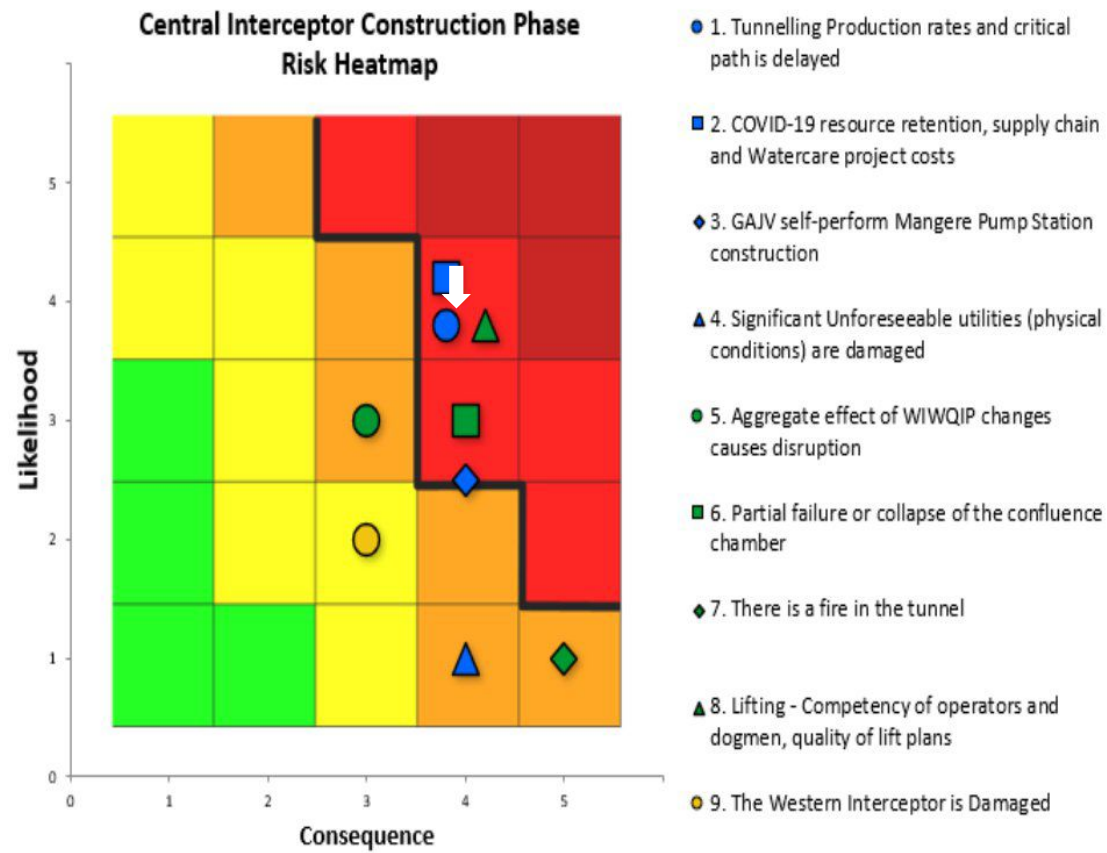 Central Interceptor Construction Phase
Risk Heatmap
1. Tunnelling Production rates and critical
path is delayed
2. COVID-19 resource retention, supply chain
and Watercare project costs
3. GAJV self-perform Mangere Pump Station
construction
4. Significant Unforeseeable utilities (physical
conditions) are damaged
5. Aggregate effect of WIWQIP changes
causes disruption
6. Partial failure or collapse of the confluence
chamber
7. There is a fire in the tunnel
8. Lifting - Competency of operators and
dogmen, quality of lift plans
9. The Western Interceptor is Damaged
Likelihood
5
4
3
2
1
0
0 1 2 3 4 5
Consequence